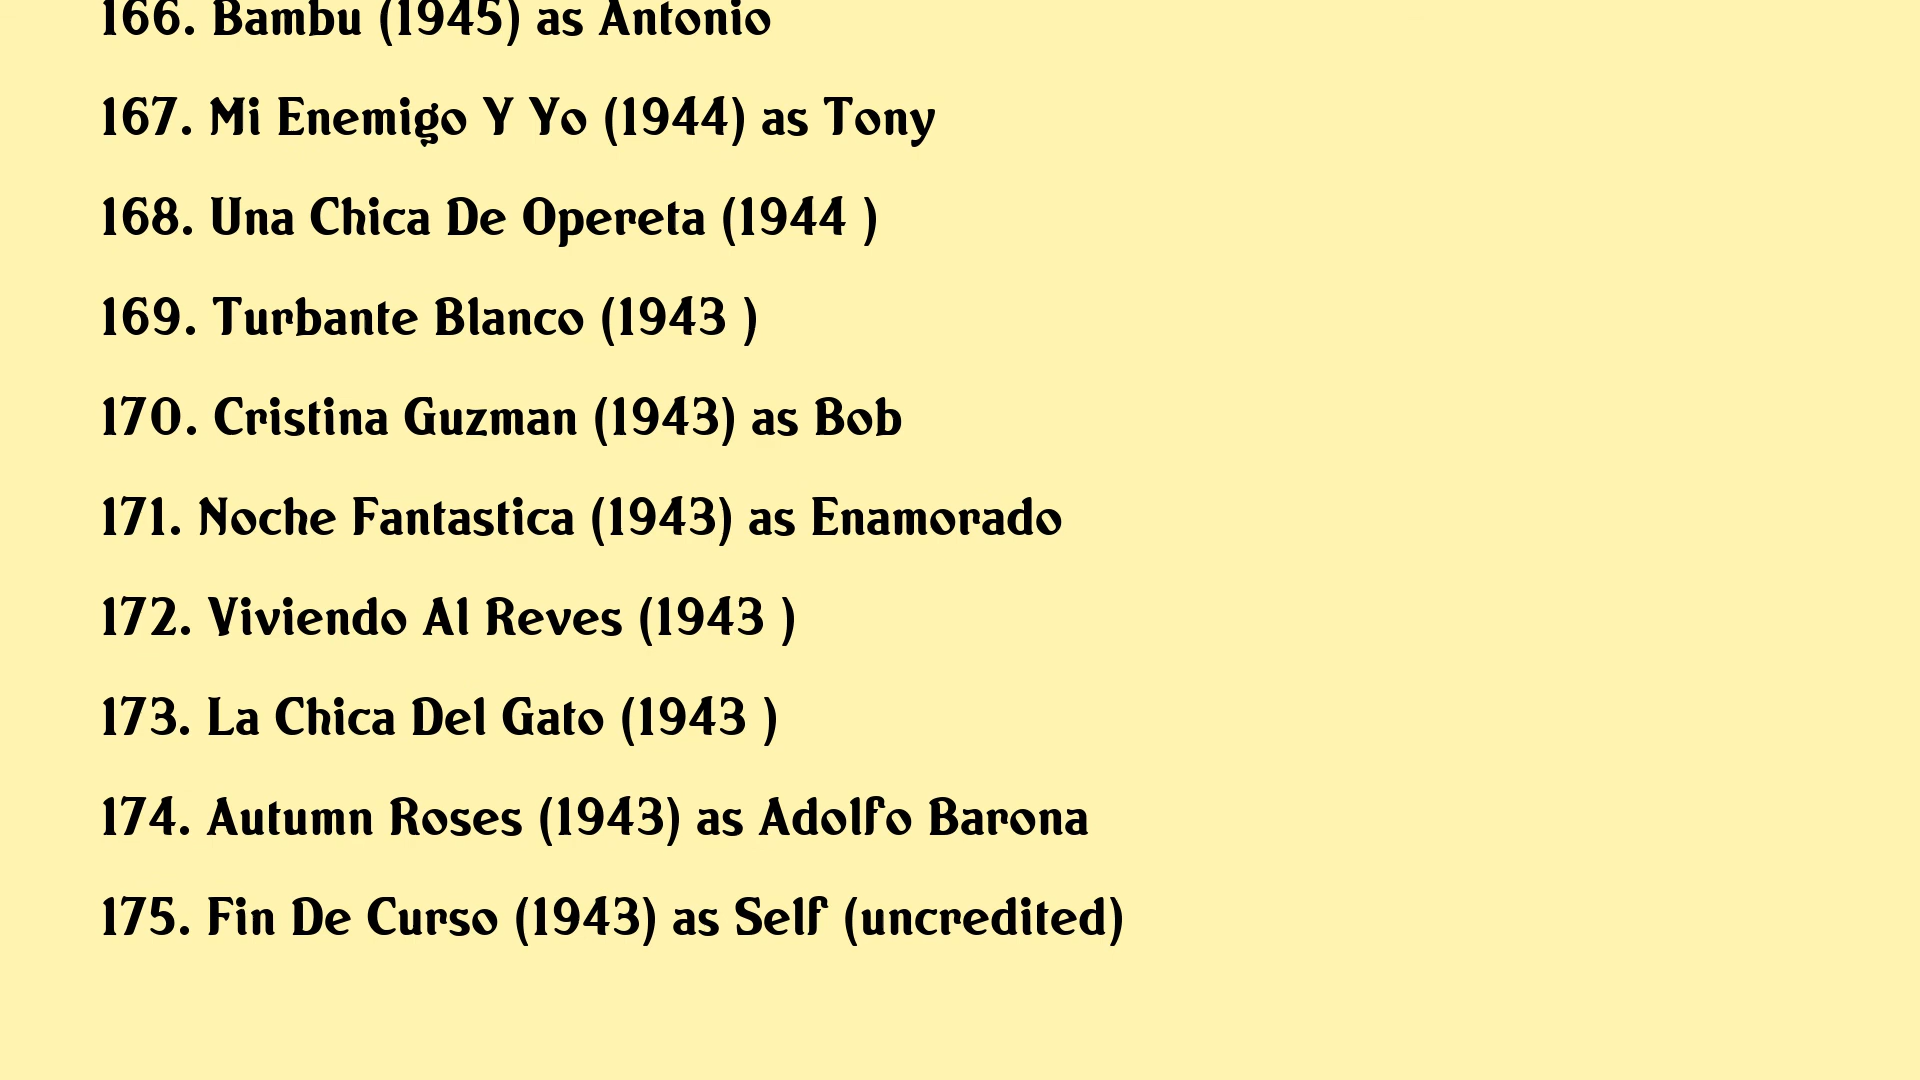 166. Bambu (1945) as Antonio
167. Mi Enemigo Y Yo (1944) as Tony
168. Una Chica De Opereta (1944 )
169. Turbante Blanco (1943 )
170. Cristina Guzman (1943) as Bob
171. Noche Fantastica (1943) as Enamorado
172. Viviendo Al Reves (1943 )
173. La Chica Del Gato (1943 )
174. Autumn Roses (1943) as Adolfo Barona
175. Fin De Curso (1943) as Self (uncredited)